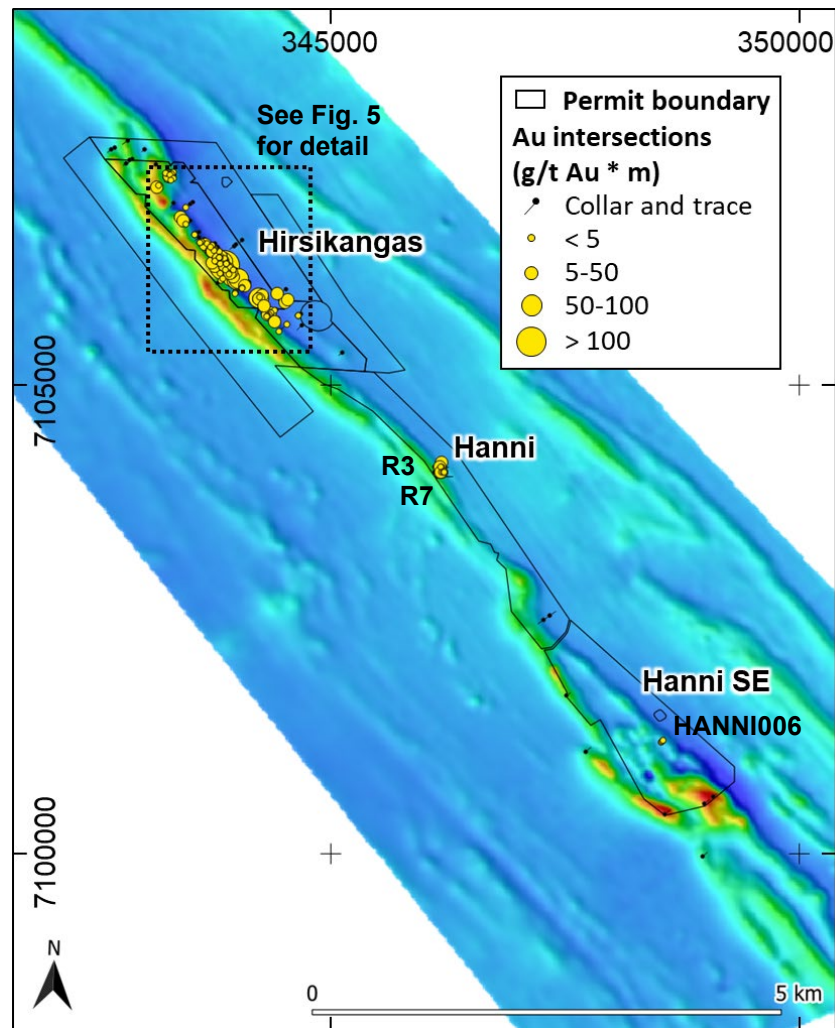 345000
350000
See Fig. 5
for detail
Permit boundary
Au intersections
(g/t Au * m)
Collar and trace
< 5
5-50
50-100
> 100
Hirsikangas
7105000
Hanni
R3
R7
Hanni SE
HANNI006
7100000
N
0
5 km